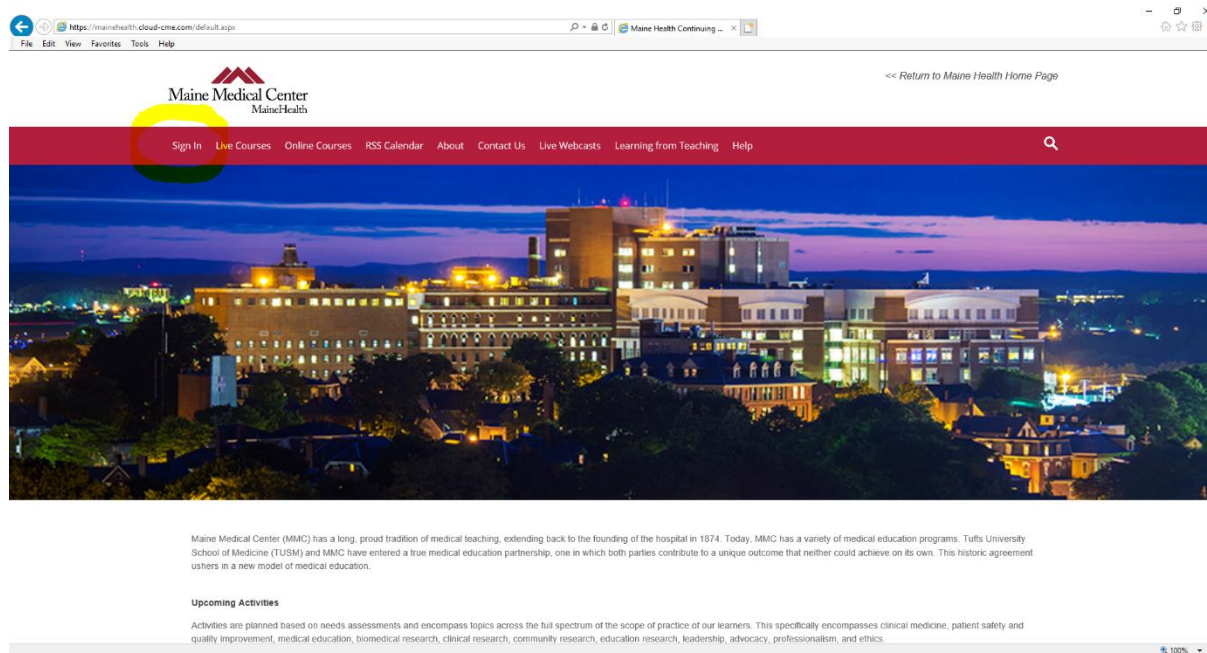 https://mainehealth.cloud-cme.com/default.aspx
Maine Health Continuing ...
File Edit View Favorites Tools Help
Maine Medical Center
MaineHealth
<< Return to Maine Health Home Page
Sign In Live Courses Online Courses RSS Calendar About Contact Us Live Webcasts Learning from Teaching Help
Maine Medical Center (MMC) has a long, proud tradition of medical teaching, extending back to the founding of the hospital in 1874. Today, MMC has a variety of medical education programs. Tufts University
School of Medicine (TUSM) and MMC have entered a true medical education partnership, one in which both parties contribute to a unique outcome that neither could achieve on its own. This historic agreement
ushers in a new model of medical education.
Upcoming Activities
Activities are planned based on needs assessments and encompass topics across the full spectrum of the scope of practice of our learners. This specifically encompasses clinical medicine, patient safety and
quality improvement, medical education, biomedical research, clinical research, community research, education research, leadership, advocacy, professionalism, and ethics.
100%